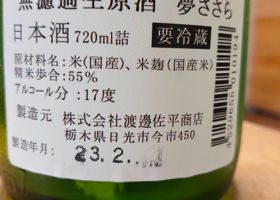 無濾過生原酒 夢ささら
日本酒 720ml詰 要冷蔵
原材料名:米(国産)、米麹(国産米)
精米歩合:55%
アルコール分:17度
製造元 株式会社渡邊佐平商店
栃木県日光市今市450
製造年月: 23.2.
4520655010194